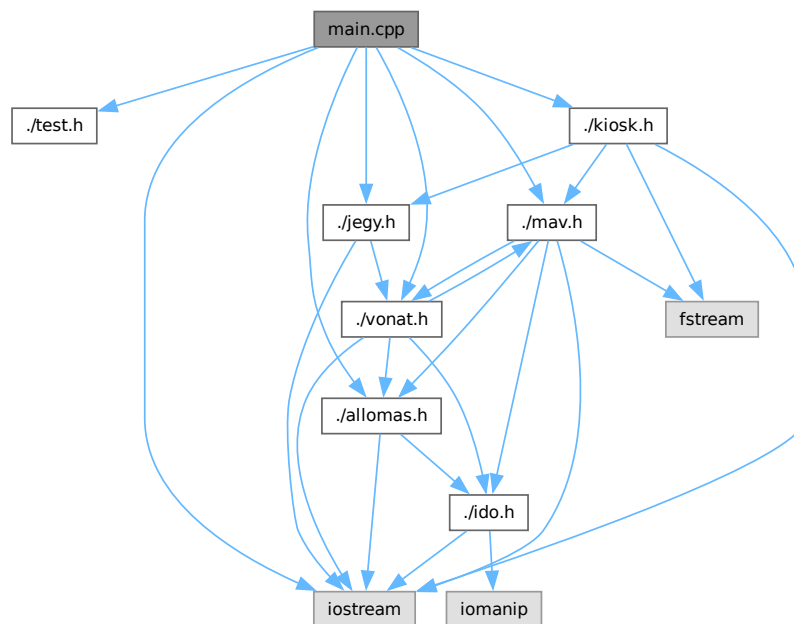 main.cpp
./test.h
./kiosk.h
./jegy.h
./mav.h
./vonat.h
fstream
./allomas.h
./ido.h
iostream
iomanip